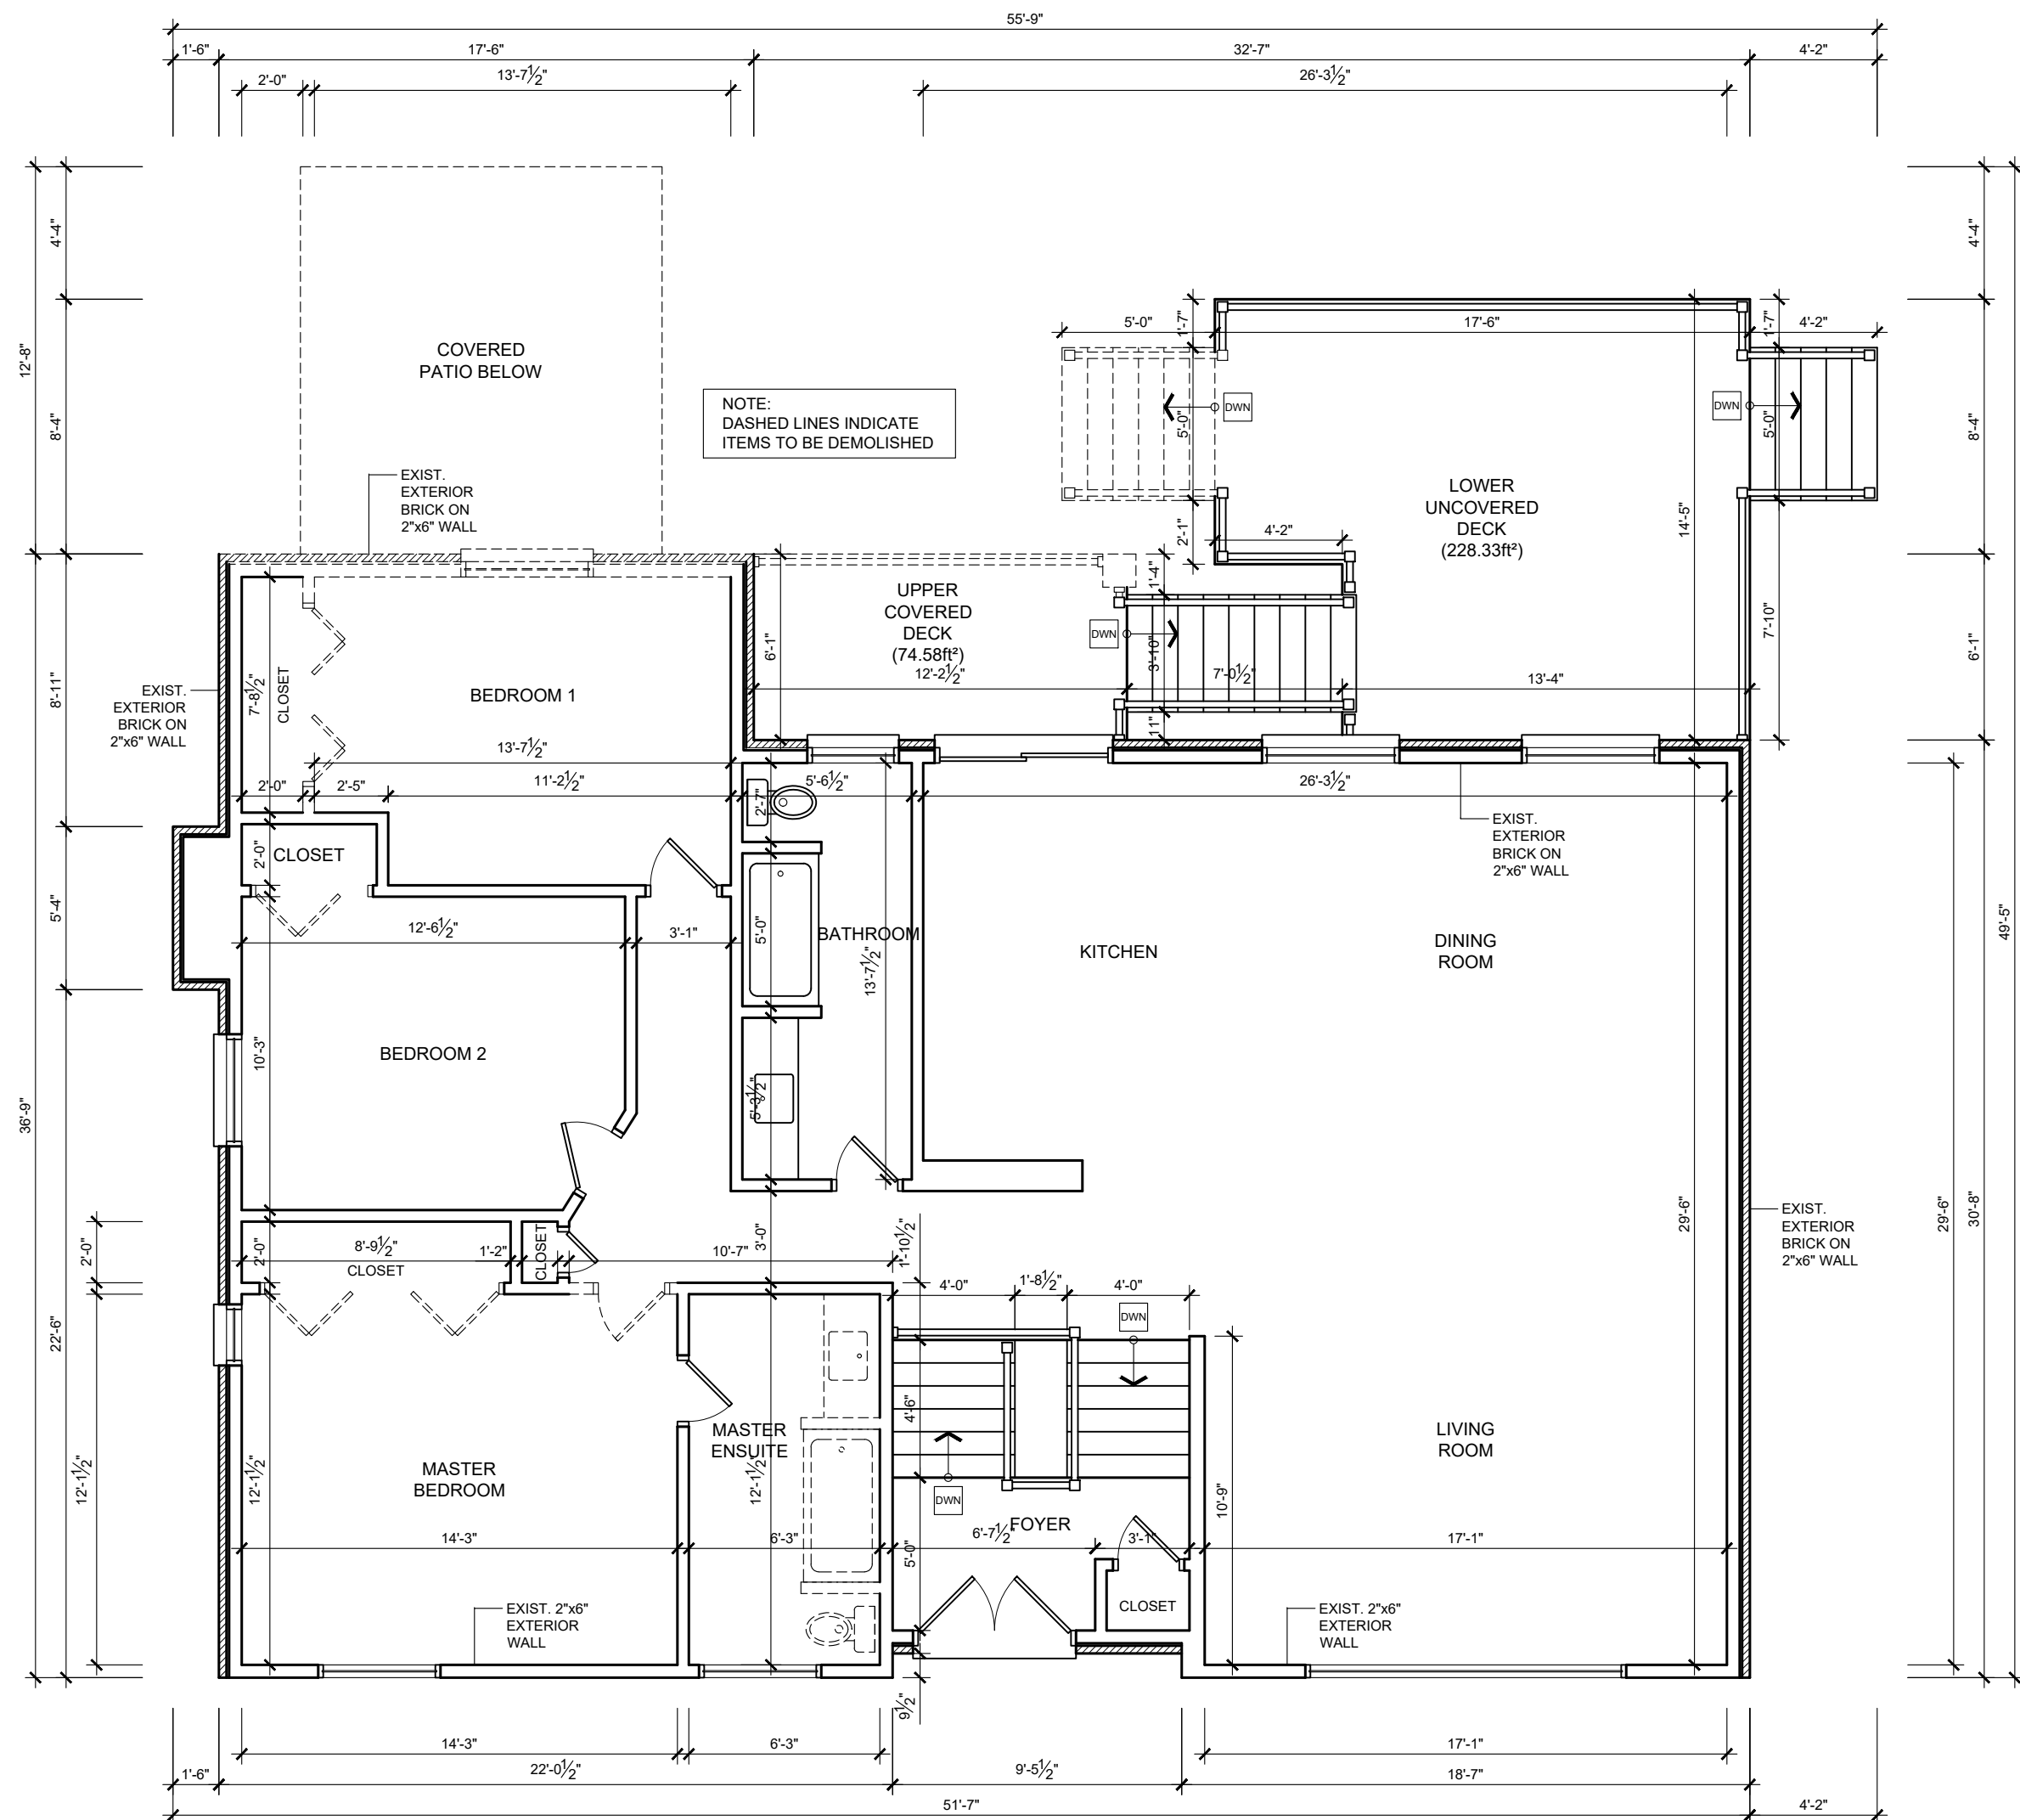 55'-9"
1'-6" 17'-6" 32'-7" 4'-2"
2'-0" 13'-7½" 26'-3½"
4'-4"
12'-8"
8'-4"
8'-11"
5'-4"
36'-9"
22'-6"
2'-0"
12'-1½"
4'-4"
8'-4"
6'-1"
49'-5"
30'-8"
29'-6"
COVERED
PATIO BELOW
NOTE:
DASHED LINES INDICATE
ITEMS TO BE DEMOLISHED
EXIST.
EXTERIOR
BRICK ON
2"x6" WALL
5'-0" 1'-7" 17'-6" 1'-7" 4'-2"
DWN
DWN
5'-0"
5'-0"
2'-1"
4'-2"
14'-5"
7'-10"
LOWER
UNCOVERED
DECK
(228.33ft²)
UPPER
COVERED
DECK
(74.58ft²)
6'-1"
1'-4"
DWN
3'-10"
11"
12'-2½" 7'-0½" 13'-4"
EXIST.
EXTERIOR
BRICK ON
2"x6" WALL
7'-8½"
CLOSET
BEDROOM 1
13'-7½"
2'-0" 2'-5" 11'-2½" 5'-6½" 26'-3½"
2'-7"
EXIST.
EXTERIOR
BRICK ON
2"x6" WALL
CLOSET
2'-0"
12'-6½" 3'-1"
5'-0"
BATHROOM
13'-7½"
5'-3½"
KITCHEN
DINING
ROOM
10'-3"
BEDROOM 2
29'-6"
EXIST.
EXTERIOR
BRICK ON
2"x6" WALL
2'-0"
8'-9½" 1'-2" 10'-7"
CLOSET
CLOSET
3'-0"
1'-10½"
4'-0" 1'-8½" 4'-0"
DWN
4'-6"
DWN
MASTER
ENSUITE
MASTER
BEDROOM
LIVING
ROOM
12'-1½"
12'-1½"
10'-9"
FOYER
14'-3" 6'-3" 6'-7½" 3'-1" 17'-1"
5'-0"
CLOSET
EXIST. 2"x6"
EXTERIOR
WALL
EXIST. 2"x6"
EXTERIOR
WALL
9½"
14'-3" 6'-3" 17'-1"
1'-6" 22'-0½" 9'-5½" 18'-7"
51'-7" 4'-2"